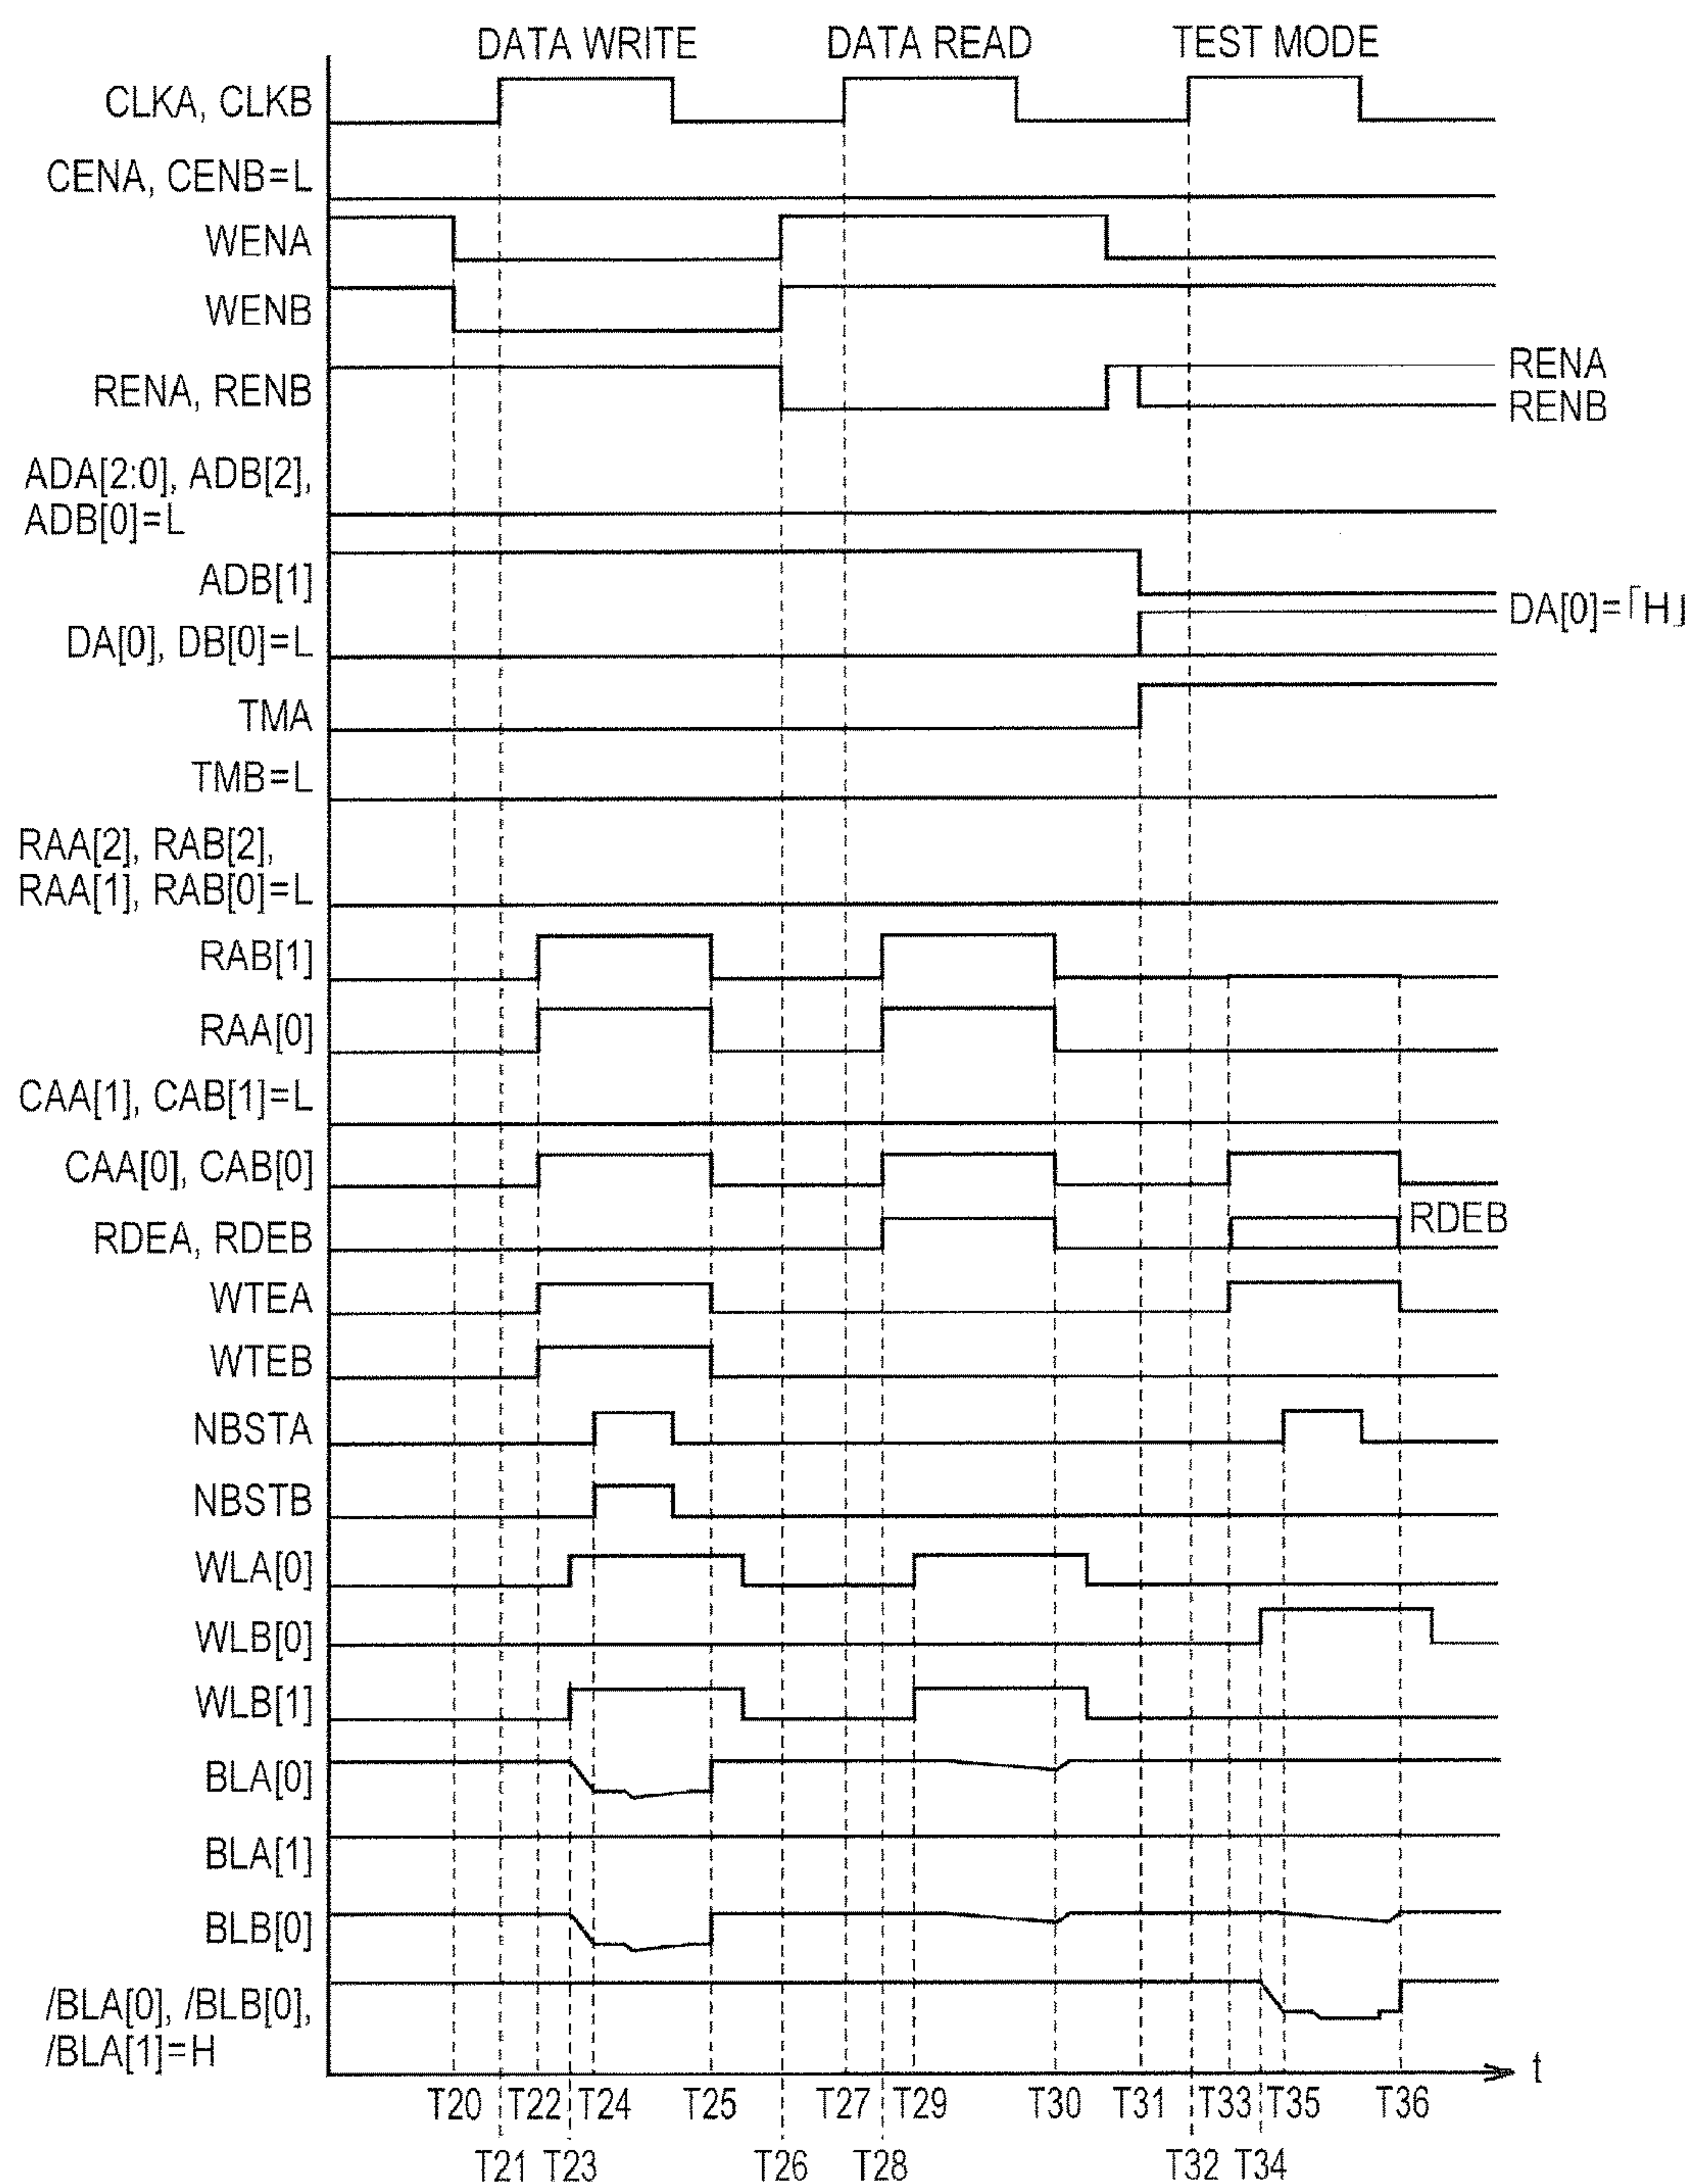 DATA WRITE DATA READ TEST MODE
CLKA, CLKB
CENA, CENB=L
WENA
WENB
RENA, RENB
RENA
RENB
ADA[2:0], ADB[2],
ADB[0]=L
ADB[1]
DA[0]=「H」
DA[0], DB[0]=L
TMA
TMB=L
RAA[2], RAB[2],
RAA[1], RAB[0]=L
RAB[1]
RAA[0]
CAA[1], CAB[1]=L
CAA[0], CAB[0]
RDEA, RDEB
RDEB
WTEA
WTEB
NBSTA
NBSTB
WLA[0]
WLB[0]
WLB[1]
BLA[0]
BLA[1]
BLB[0]
/BLA[0], /BLB[0],
/BLA[1]=H
t
T20 T22 T24 T25 T27 T29 T30 T31 T33 T35 T36
T21 T23 T26 T28 T32 T34